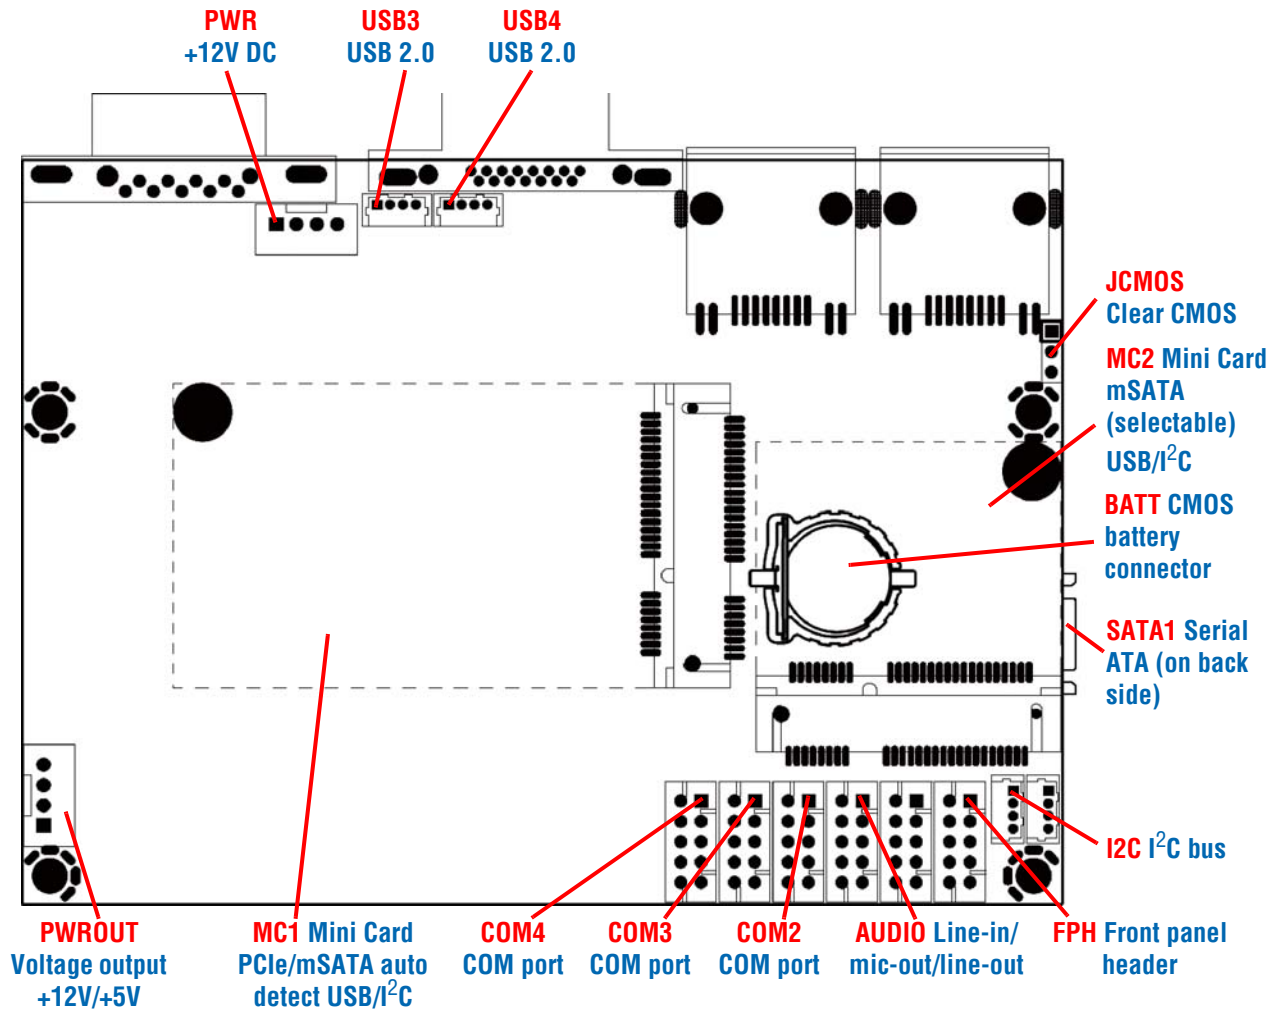 PWR
+12V DC
USB3
USB 2.0
USB4
USB 2.0
JCMOS
Clear CMOS
MC2 Mini Card
mSATA
(selectable)
USB/I²C
BATT CMOS
battery
connector
SATA1 Serial
ATA (on back
side)
I2C I²C bus
PWROUT
Voltage output
+12V/+5V
MC1 Mini Card
PCIe/mSATA auto
detect USB/I²C
COM4
COM port
COM3
COM port
COM2
COM port
AUDIO Line-in/
mic-out/line-out
FPH Front panel
header